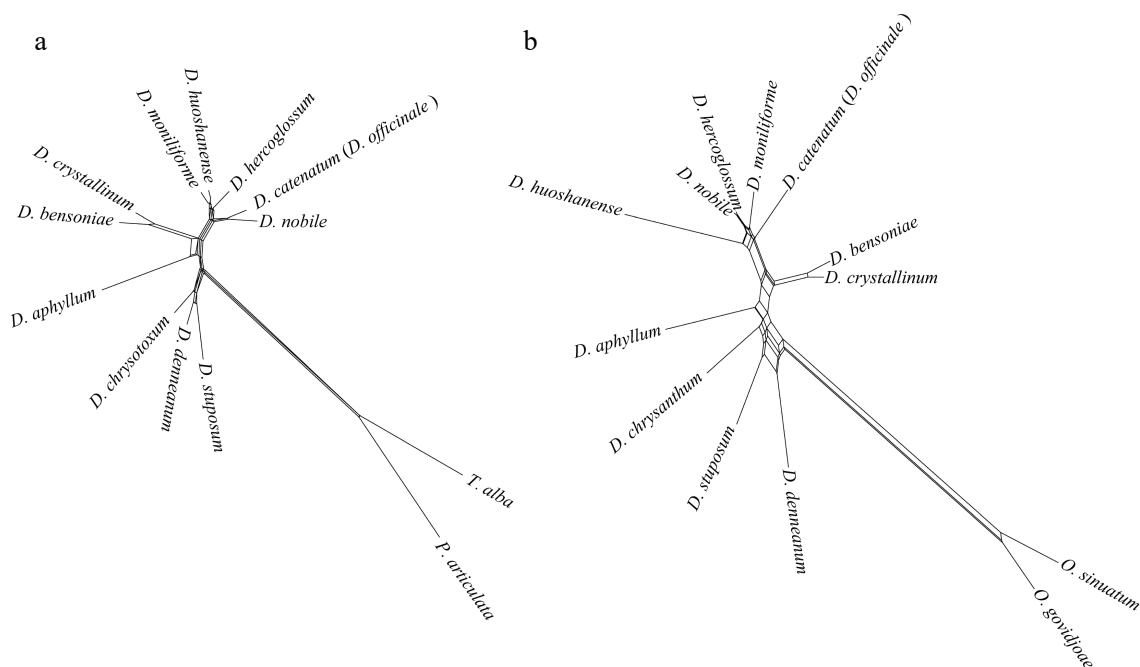 a
D. huoshanense
D. moniliforme
D. hercoglossum
D. catenatum (D. officinale )
D. nobile
D. crystallinum
D. bensoniae
D. aphyllum
D. chrysotoxum
D. denneanum
D. stuposum
T. alba
P. articulata
b
D. catenatum (D. officinale )
D. moniliforme
D. hercoglossum
D. nobile
D. huoshanense
D. bensoniae
D. crystallinum
D. aphyllum
D. chrysanthum
D. stuposum
D. denneanum
O. sinuatum
O. govidjoae